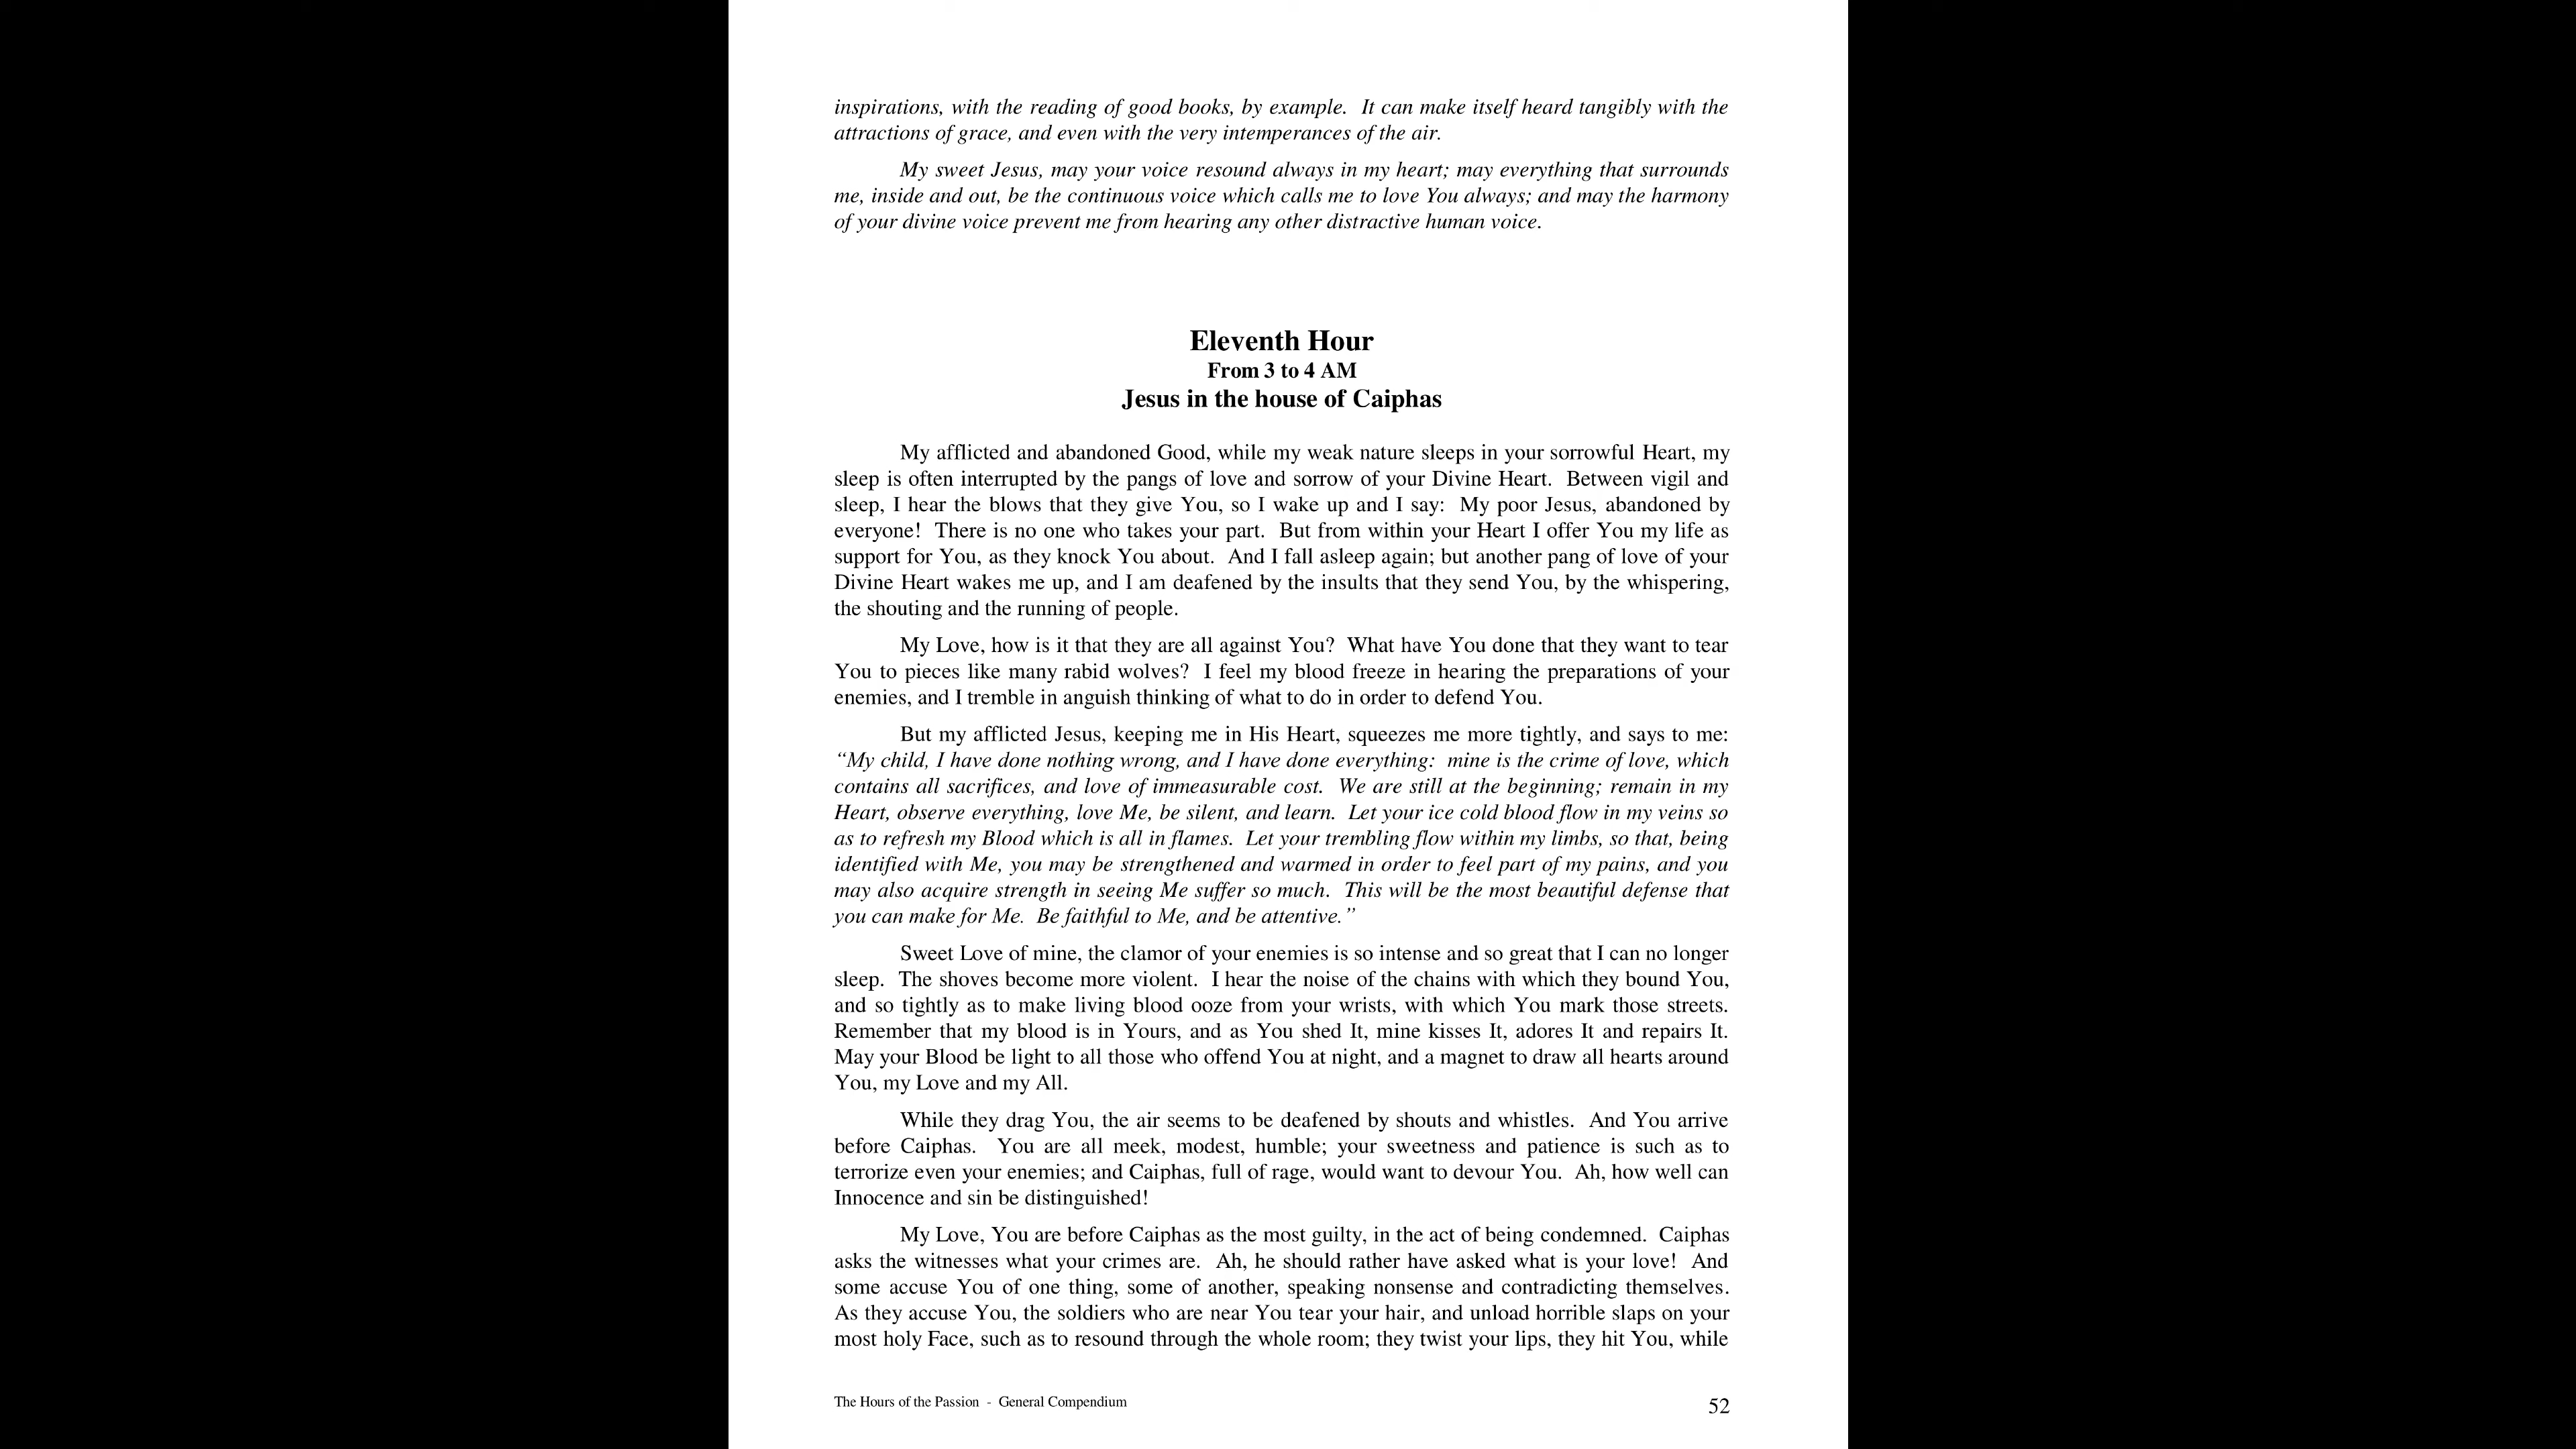 inspirations, with the reading of good books, by example.  It can make itself heard tangibly with the
attractions of grace, and even with the very intemperances of the air.
My sweet Jesus, may your voice resound always in my heart; may everything that surrounds
me, inside and out, be the continuous voice which calls me to love You always; and may the harmony
of your divine voice prevent me from hearing any other distractive human voice.
Eleventh Hour
From 3 to 4 AM
Jesus in the house of Caiphas
My afflicted and abandoned Good, while my weak nature sleeps in your sorrowful Heart, my
sleep is often interrupted by the pangs of love and sorrow of your Divine Heart.  Between vigil and
sleep, I hear the blows that they give You, so I wake up and I say:  My poor Jesus, abandoned by
everyone!  There is no one who takes your part.  But from within your Heart I offer You my life as
support for You, as they knock You about.  And I fall asleep again; but another pang of love of your
Divine Heart wakes me up, and I am deafened by the insults that they send You, by the whispering,
the shouting and the running of people.
My Love, how is it that they are all against You?  What have You done that they want to tear
You to pieces like many rabid wolves?  I feel my blood freeze in hearing the preparations of your
enemies, and I tremble in anguish thinking of what to do in order to defend You.
But my afflicted Jesus, keeping me in His Heart, squeezes me more tightly, and says to me:
“My child, I have done nothing wrong, and I have done everything:  mine is the crime of love, which
contains all sacrifices, and love of immeasurable cost.  We are still at the beginning; remain in my
Heart, observe everything, love Me, be silent, and learn.  Let your ice cold blood flow in my veins so
as to refresh my Blood which is all in flames.  Let your trembling flow within my limbs, so that, being
identified with Me, you may be strengthened and warmed in order to feel part of my pains, and you
may also acquire strength in seeing Me suffer so much.  This will be the most beautiful defense that
you can make for Me.  Be faithful to Me, and be attentive.”
Sweet Love of mine, the clamor of your enemies is so intense and so great that I can no longer
sleep.  The shoves become more violent.  I hear the noise of the chains with which they bound You,
and so tightly as to make living blood ooze from your wrists, with which You mark those streets.
Remember that my blood is in Yours, and as You shed It, mine kisses It, adores It and repairs It.
May your Blood be light to all those who offend You at night, and a magnet to draw all hearts around
You, my Love and my All.
While they drag You, the air seems to be deafened by shouts and whistles.  And You arrive
before Caiphas.  You are all meek, modest, humble; your sweetness and patience is such as to
terrorize even your enemies; and Caiphas, full of rage, would want to devour You.  Ah, how well can
Innocence and sin be distinguished!
My Love, You are before Caiphas as the most guilty, in the act of being condemned.  Caiphas
asks the witnesses what your crimes are.  Ah, he should rather have asked what is your love!  And
some accuse You of one thing, some of another, speaking nonsense and contradicting themselves.
As they accuse You, the soldiers who are near You tear your hair, and unload horrible slaps on your
most holy Face, such as to resound through the whole room; they twist your lips, they hit You, while
The Hours of the Passion  -  General Compendium
52